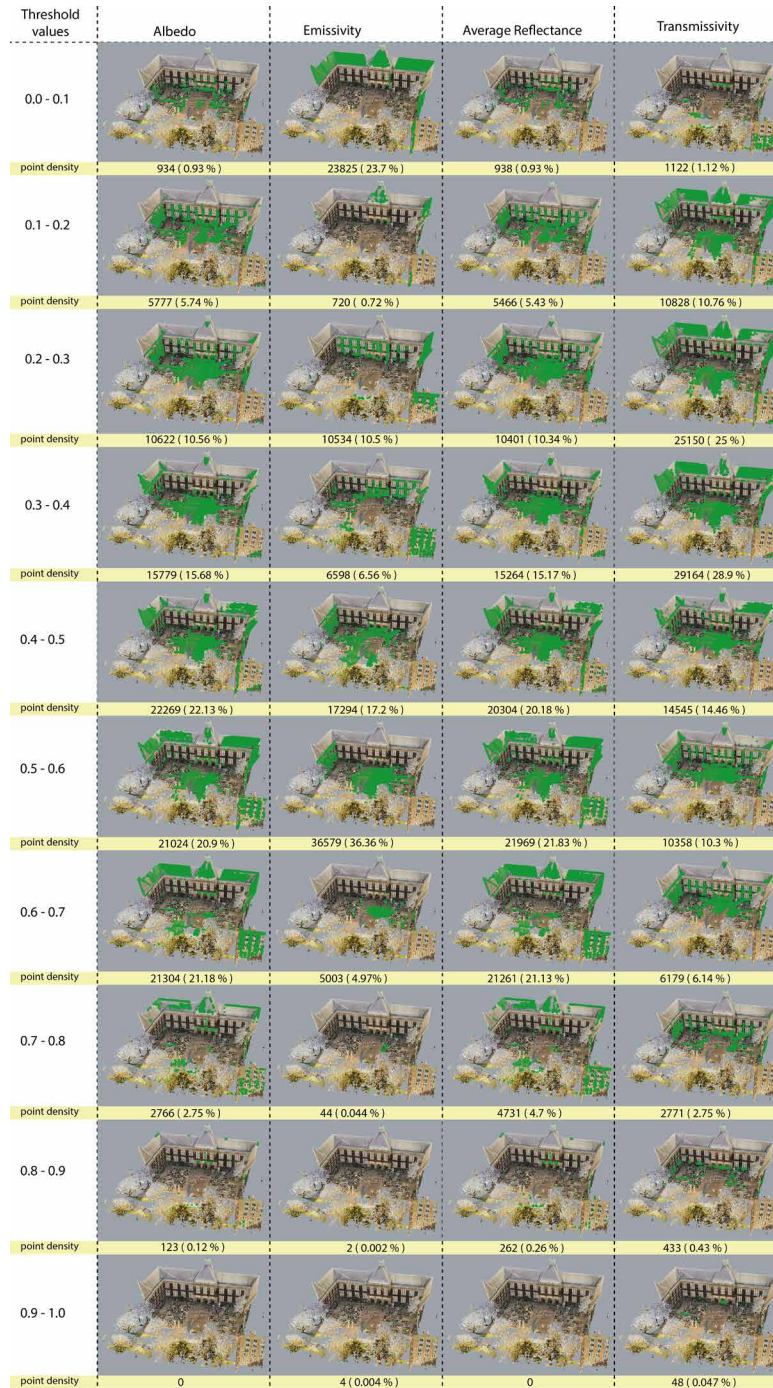 Threshold values Albedo Emissivity Average Reflectance Transmissivity
0.0 - 0.1
point density 934 ( 0.93 % ) 23825 ( 23.7 % ) 938 ( 0.93 % ) 1122 ( 1.12 % )
0.1 - 0.2
point density 5777 ( 5.74 % ) 720 ( 0.72 % ) 5466 ( 5.43 % ) 10828 ( 10.76 % )
0.2 - 0.3
point density 10622 ( 10.56 % ) 10534 ( 10.5 % ) 10401 ( 10.34 % ) 25150 ( 25 % )
0.3 - 0.4
point density 15779 ( 15.68 % ) 6598 ( 6.56 % ) 15264 ( 15.17 % ) 29164 ( 28.9 % )
0.4 - 0.5
point density 22269 ( 22.13 % ) 17294 ( 17.2 % ) 20304 ( 20.18 % ) 14545 ( 14.46 % )
0.5 - 0.6
point density 21024 ( 20.9 % ) 36579 ( 36.36 % ) 21969 ( 21.83 % ) 10358 ( 10.3 % )
0.6 - 0.7
point density 21304 ( 21.18 % ) 5003 ( 4.97% ) 21261 ( 21.13 % ) 6179 ( 6.14 % )
0.7 - 0.8
point density 2766 ( 2.75 % ) 44 ( 0.044 % ) 4731 ( 4.7 % ) 2771 ( 2.75 % )
0.8 - 0.9
point density 123 ( 0.12 % ) 2 ( 0.002 % ) 262 ( 0.26 % ) 433 ( 0.43 % )
0.9 - 1.0
point density 0 4 ( 0.004 % ) 0 48 ( 0.047 % )